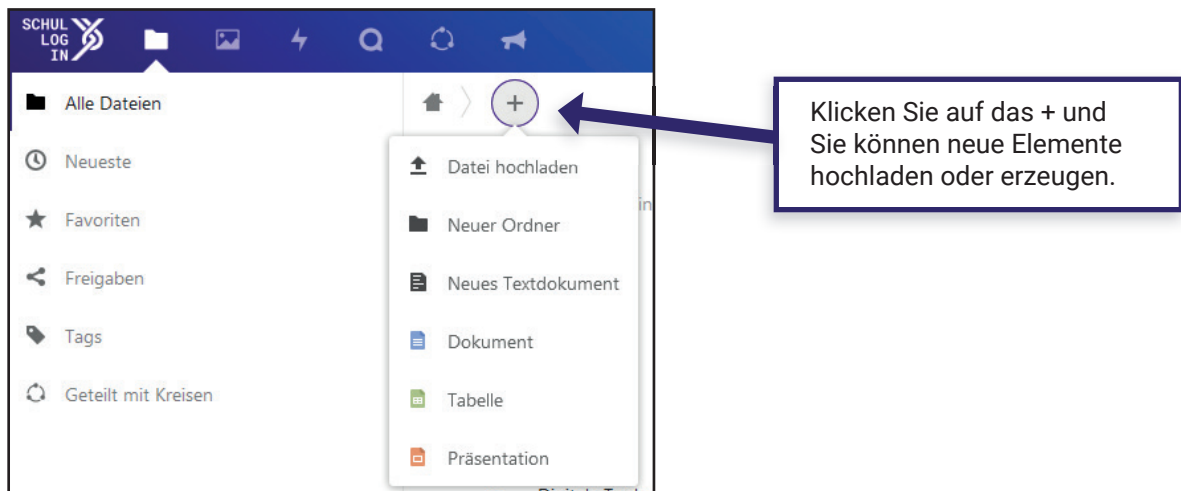 SCHUL
LOG
IN
Alle Dateien
Neueste
Favoriten
Freigaben
Tags
Geteilt mit Kreisen
+
Datei hochladen
Neuer Ordner
Neues Textdokument
Dokument
Tabelle
Präsentation
in
Klicken Sie auf das + und
Sie können neue Elemente
hochladen oder erzeugen.